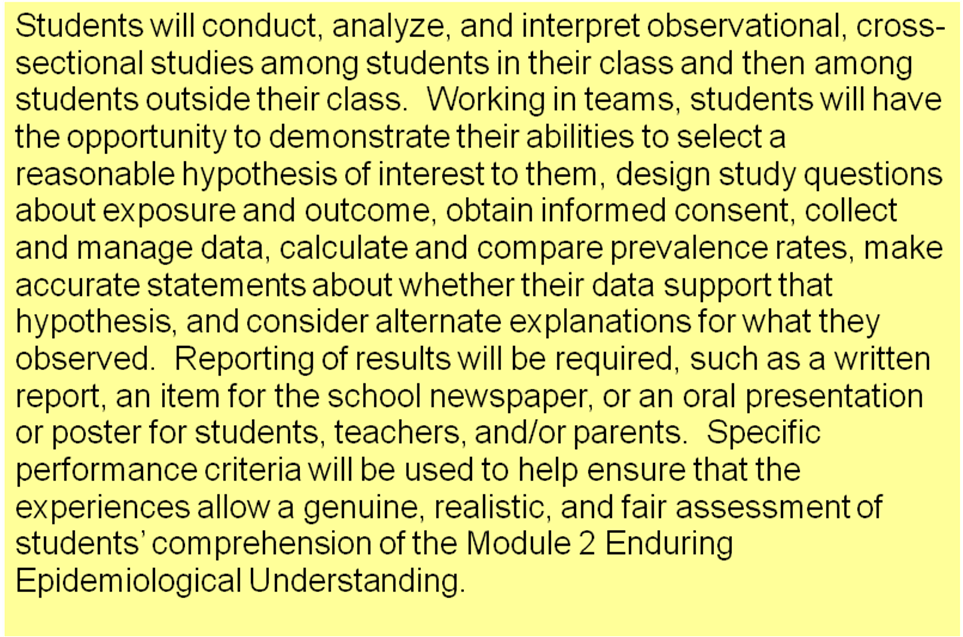 Students will conduct, analyze, and interpret observational, cross-
sectional studies among students in their class and then among
students outside their class.  Working in teams, students will have
the opportunity to demonstrate their abilities to select a
reasonable hypothesis of interest to them, design study questions
about exposure and outcome, obtain informed consent, collect
and manage data, calculate and compare prevalence rates, make
accurate statements about whether their data support that
hypothesis, and consider alternate explanations for what they
observed.  Reporting of results will be required, such as a written
report, an item for the school newspaper, or an oral presentation
or poster for students, teachers, and/or parents.  Specific
performance criteria will be used to help ensure that the
experiences allow a genuine, realistic, and fair assessment of
students’ comprehension of the Module 2 Enduring
Epidemiological Understanding.